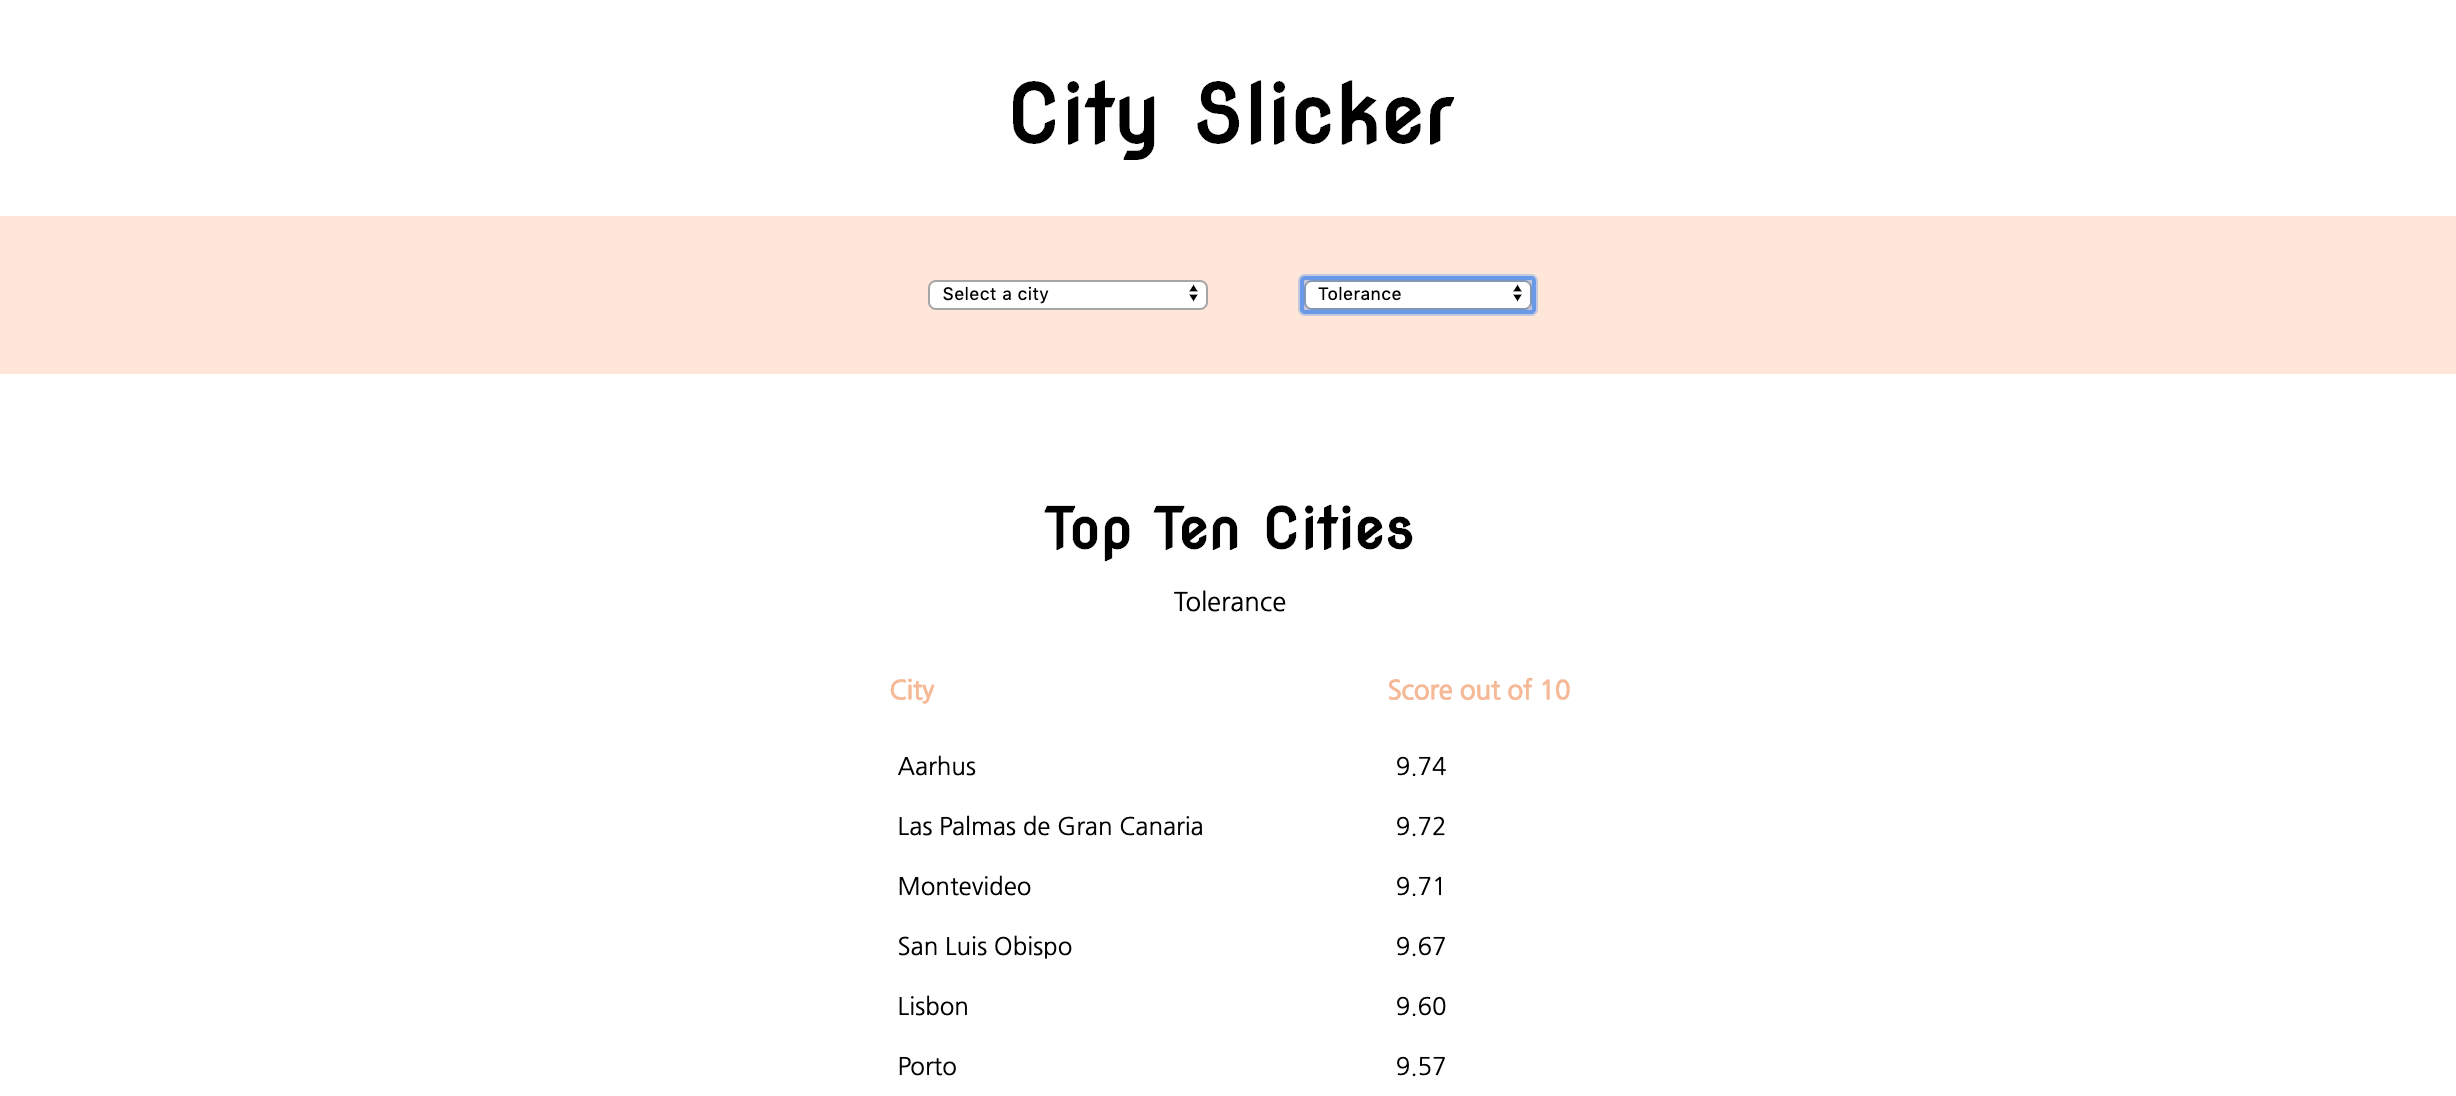 City Slicker
Select a city Tolerance
Top Ten Cities
Tolerance
City Score out of 10
Aarhus 9.74
Las Palmas de Gran Canaria 9.72
Montevideo 9.71
San Luis Obispo 9.67
Lisbon 9.60
Porto 9.57